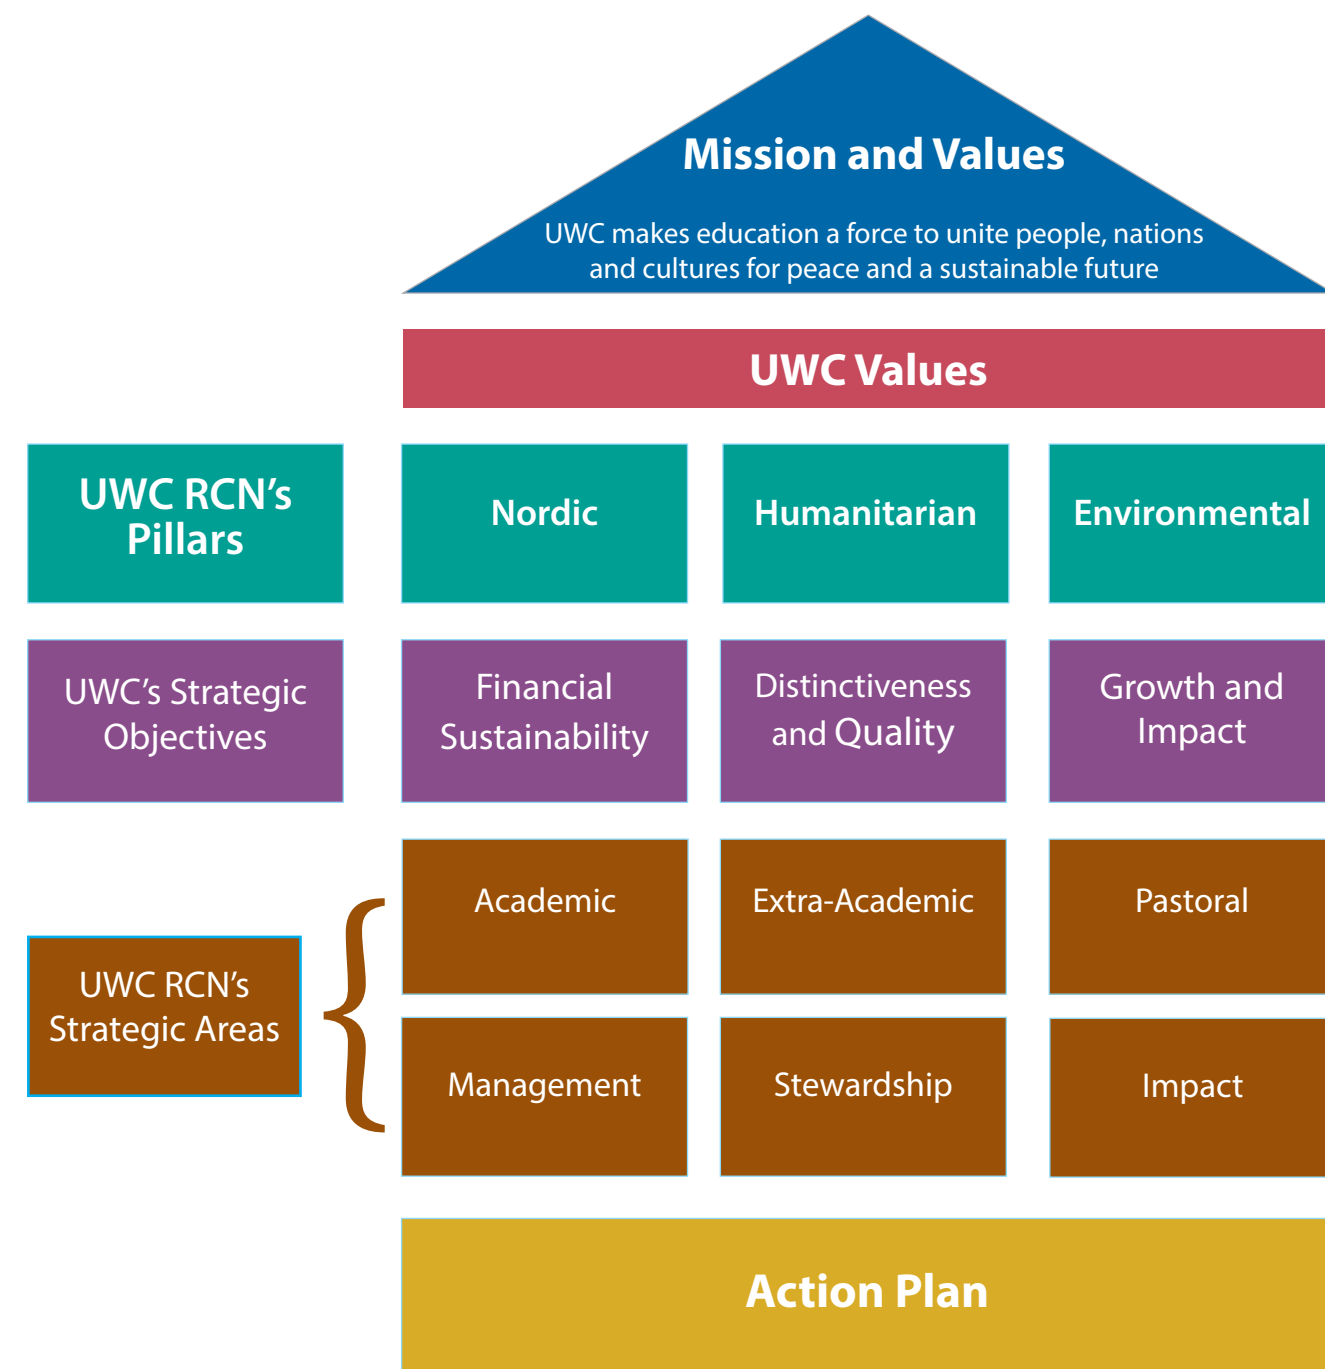 Mission and Values
UWC makes education a force to unite people, nations
and cultures for peace and a sustainable future
UWC Values
UWC RCN’s
Pillars
Nordic
Humanitarian
Environmental
UWC’s Strategic
Objectives
Financial
Sustainability
Distinctiveness
and Quality
Growth and
Impact
UWC RCN’s
Strategic Areas
Academic
Extra-Academic
Pastoral
Management
Stewardship
Impact
Action Plan